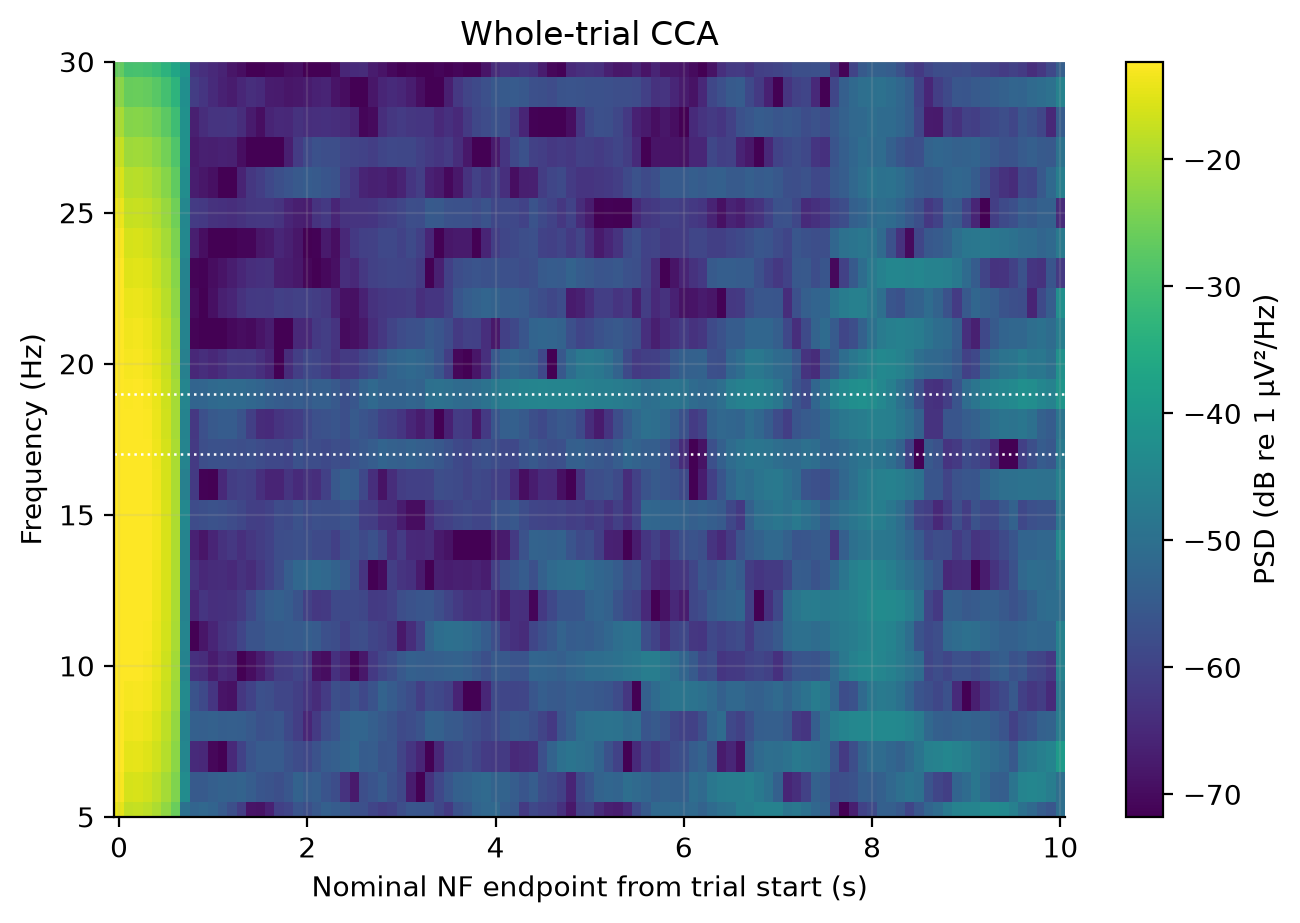 Whole-trial CCA
30
25
20
15
10
5
Frequency (Hz)
0 2 4 6 8 10
Nominal NF endpoint from trial start (s)
−20
−30
−40
−50
−60
−70
PSD (dB re 1 µV²/Hz)